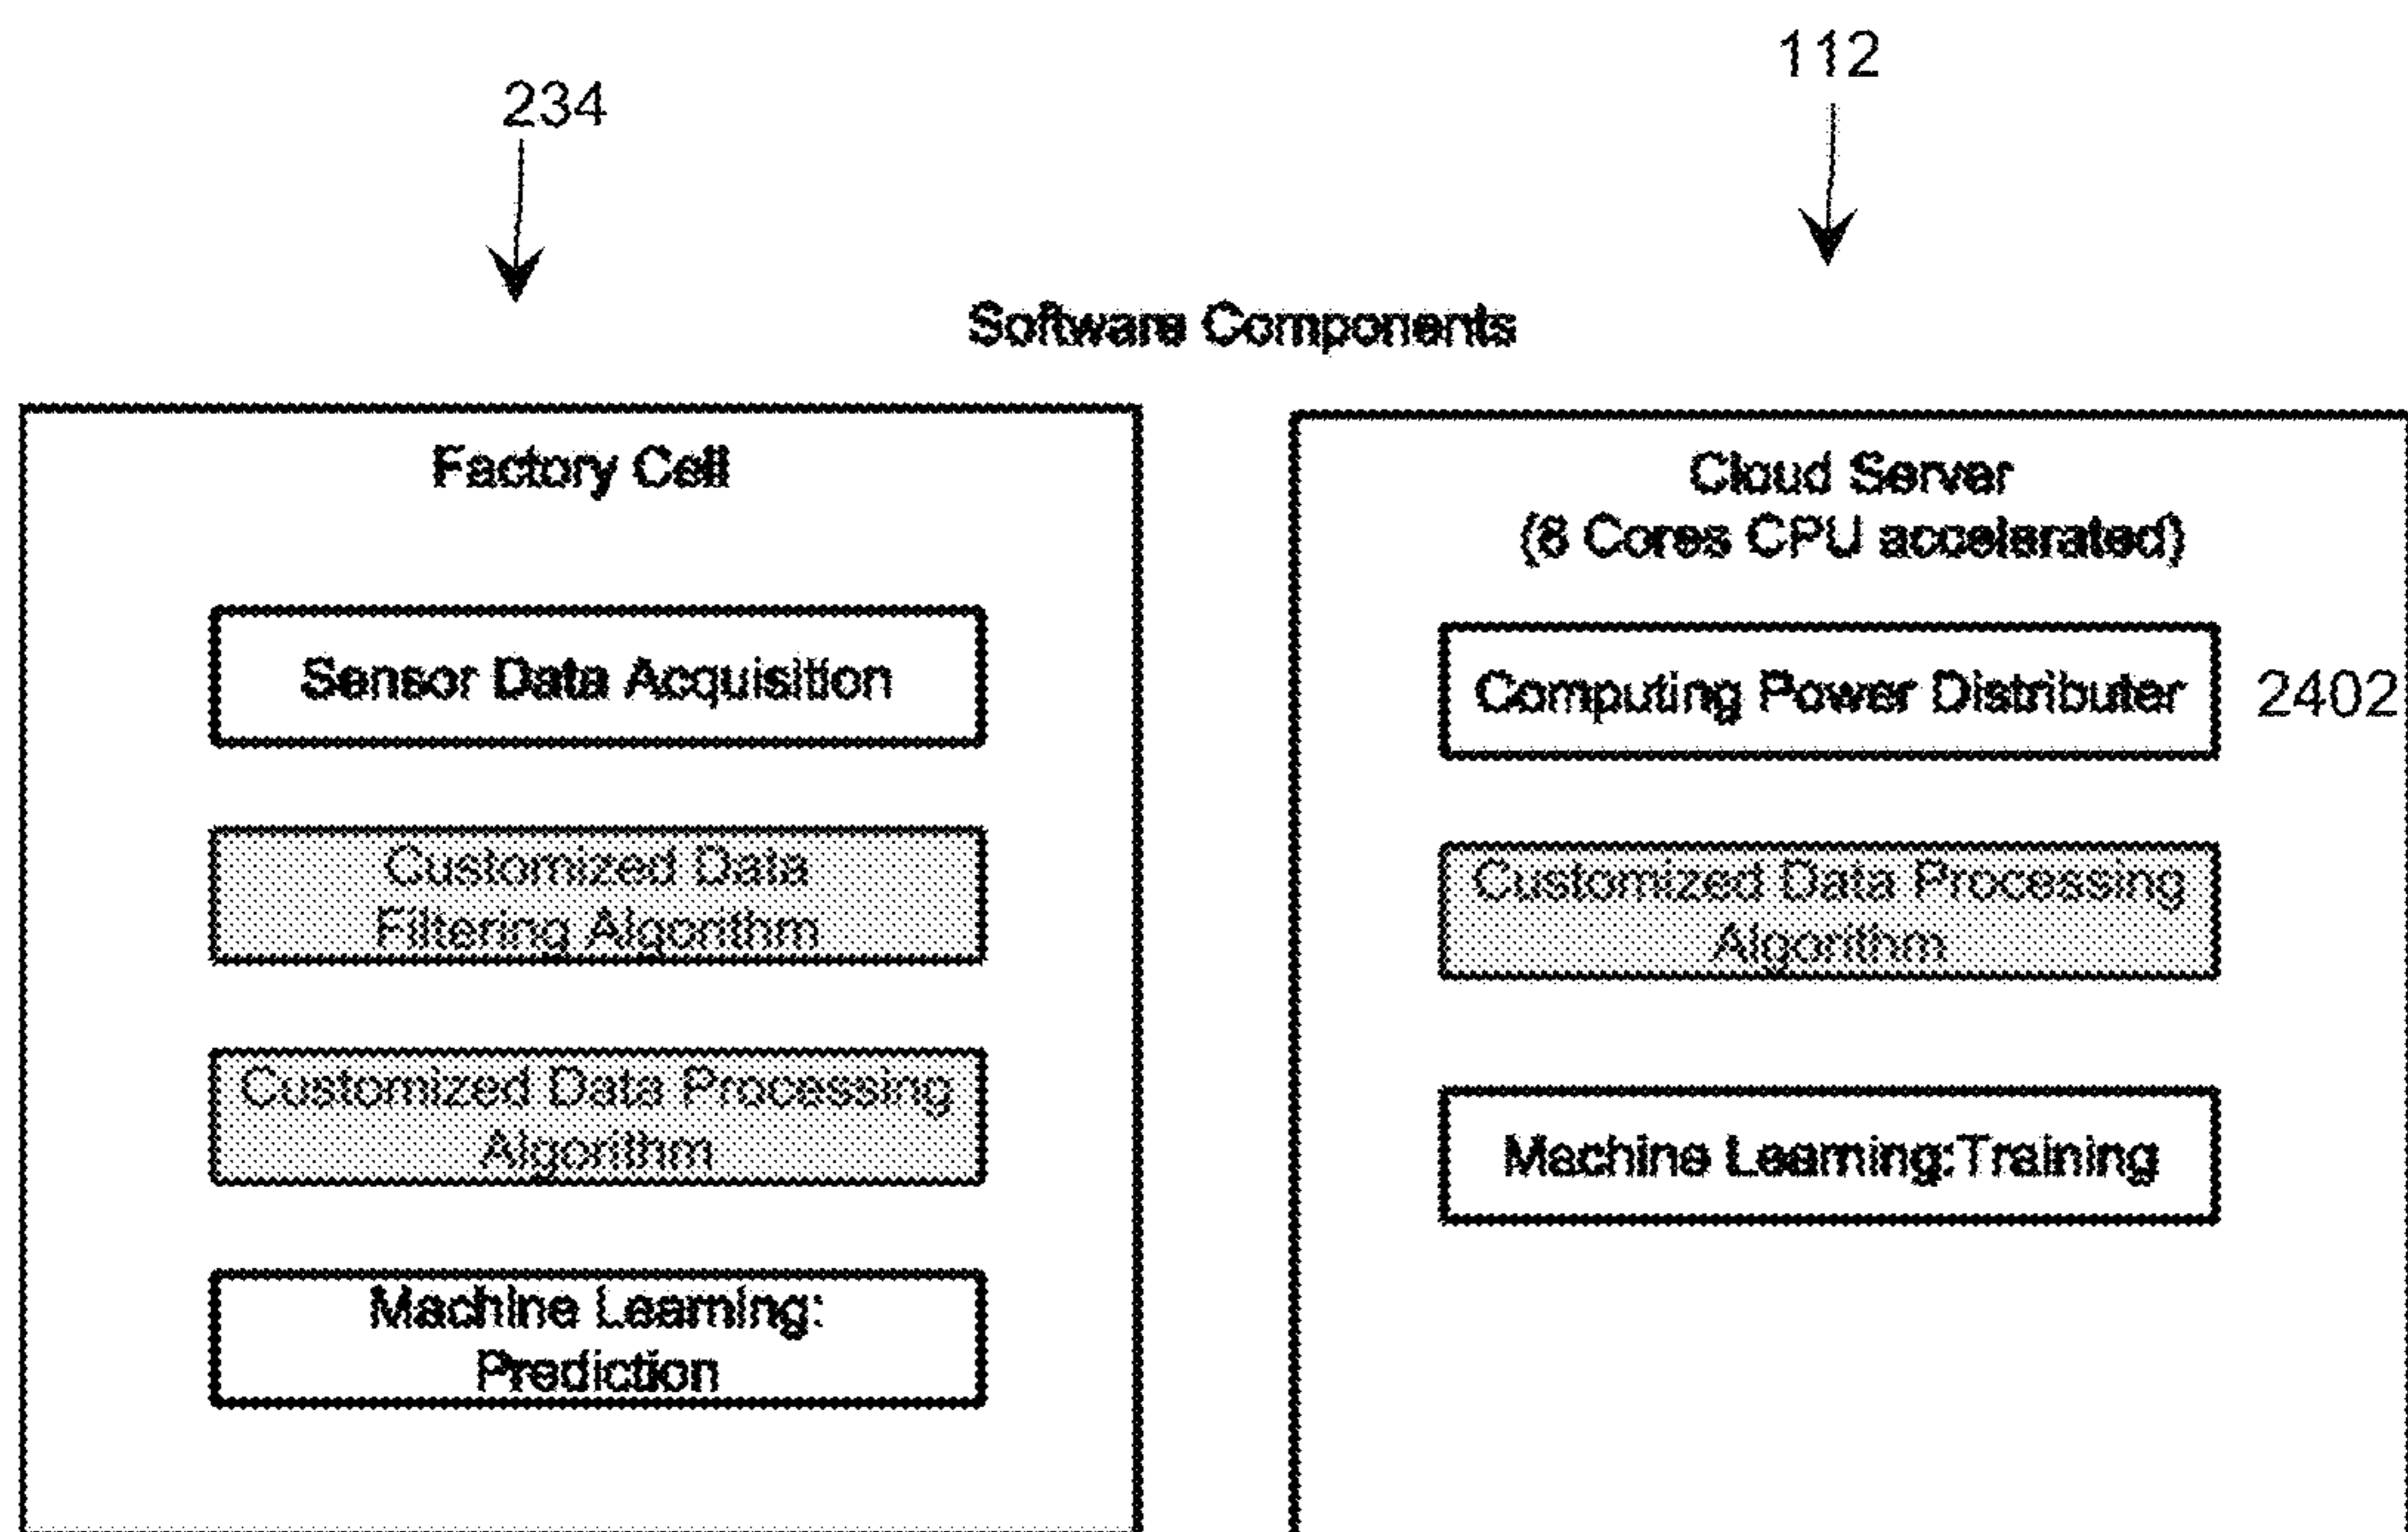 234
112
Software Components
Factory Cell
Sensor Data Acquisition
Customized Data
Filtering Algorithm
Customized Data Processing
Algorithm
Machine Learning:
Prediction
Cloud Server
(8 Cores CPU accelerated)
Computing Power Distributer
2402
Customized Data Processing
Algorithm
Machine Learning:Training